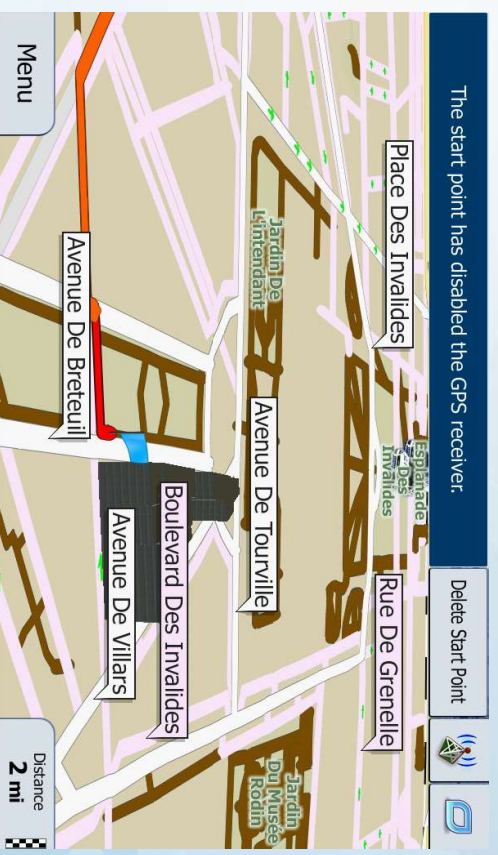 The start point has disabled the GPS receiver.
Delete Start Point
Place Des Invalides
Esplanade
Des
Invalides
Rue De Grenelle
Jardin De
L'intendant
Avenue De Tourville
Jardin
Du Musée
Rodin
Boulevard Des Invalides
Avenue De Breteuil
Avenue De Villars
Menu
Distance
2 mi